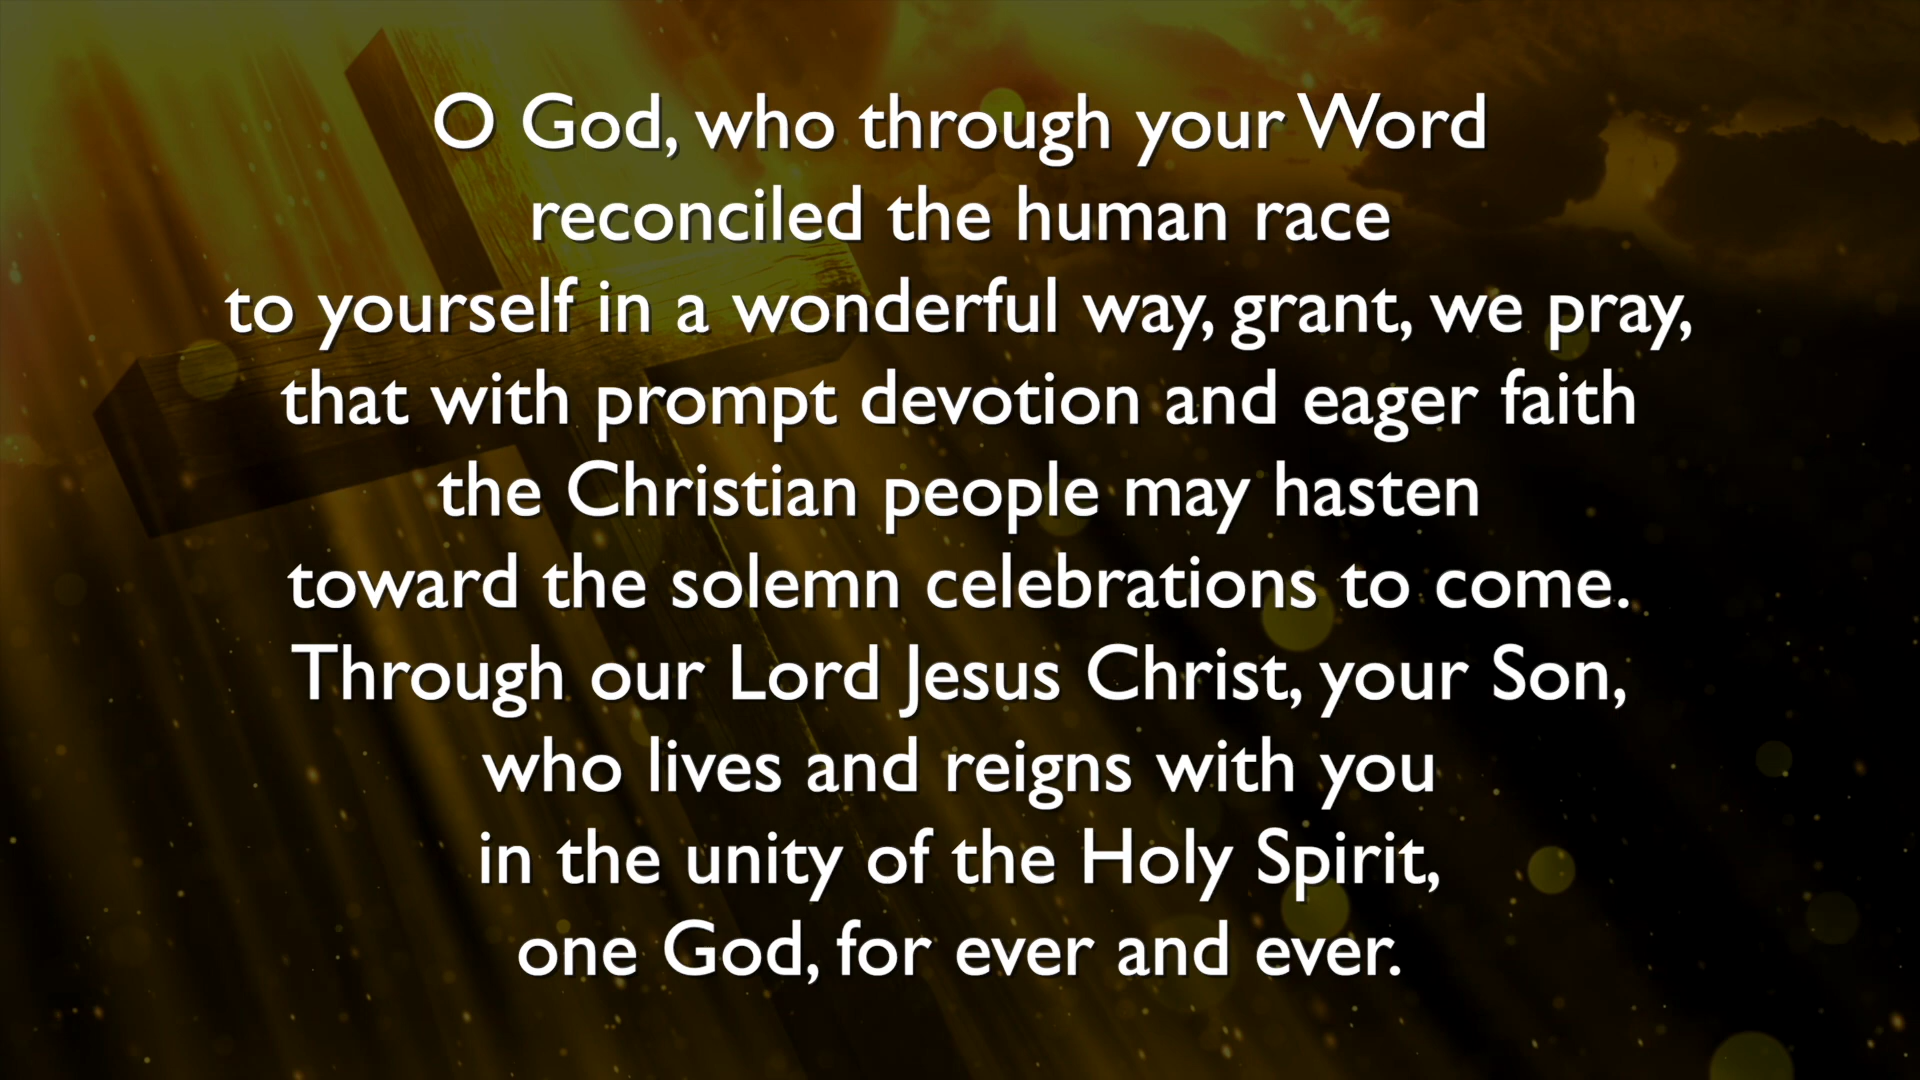 O God, who through your Word
reconciled the human race
to yourself in a wonderful way, grant, we pray,
that with prompt devotion and eager faith
the Christian people may hasten
toward the solemn celebrations to come.
Through our Lord Jesus Christ, your Son,
who lives and reigns with you
in the unity of the Holy Spirit,
one God, for ever and ever.